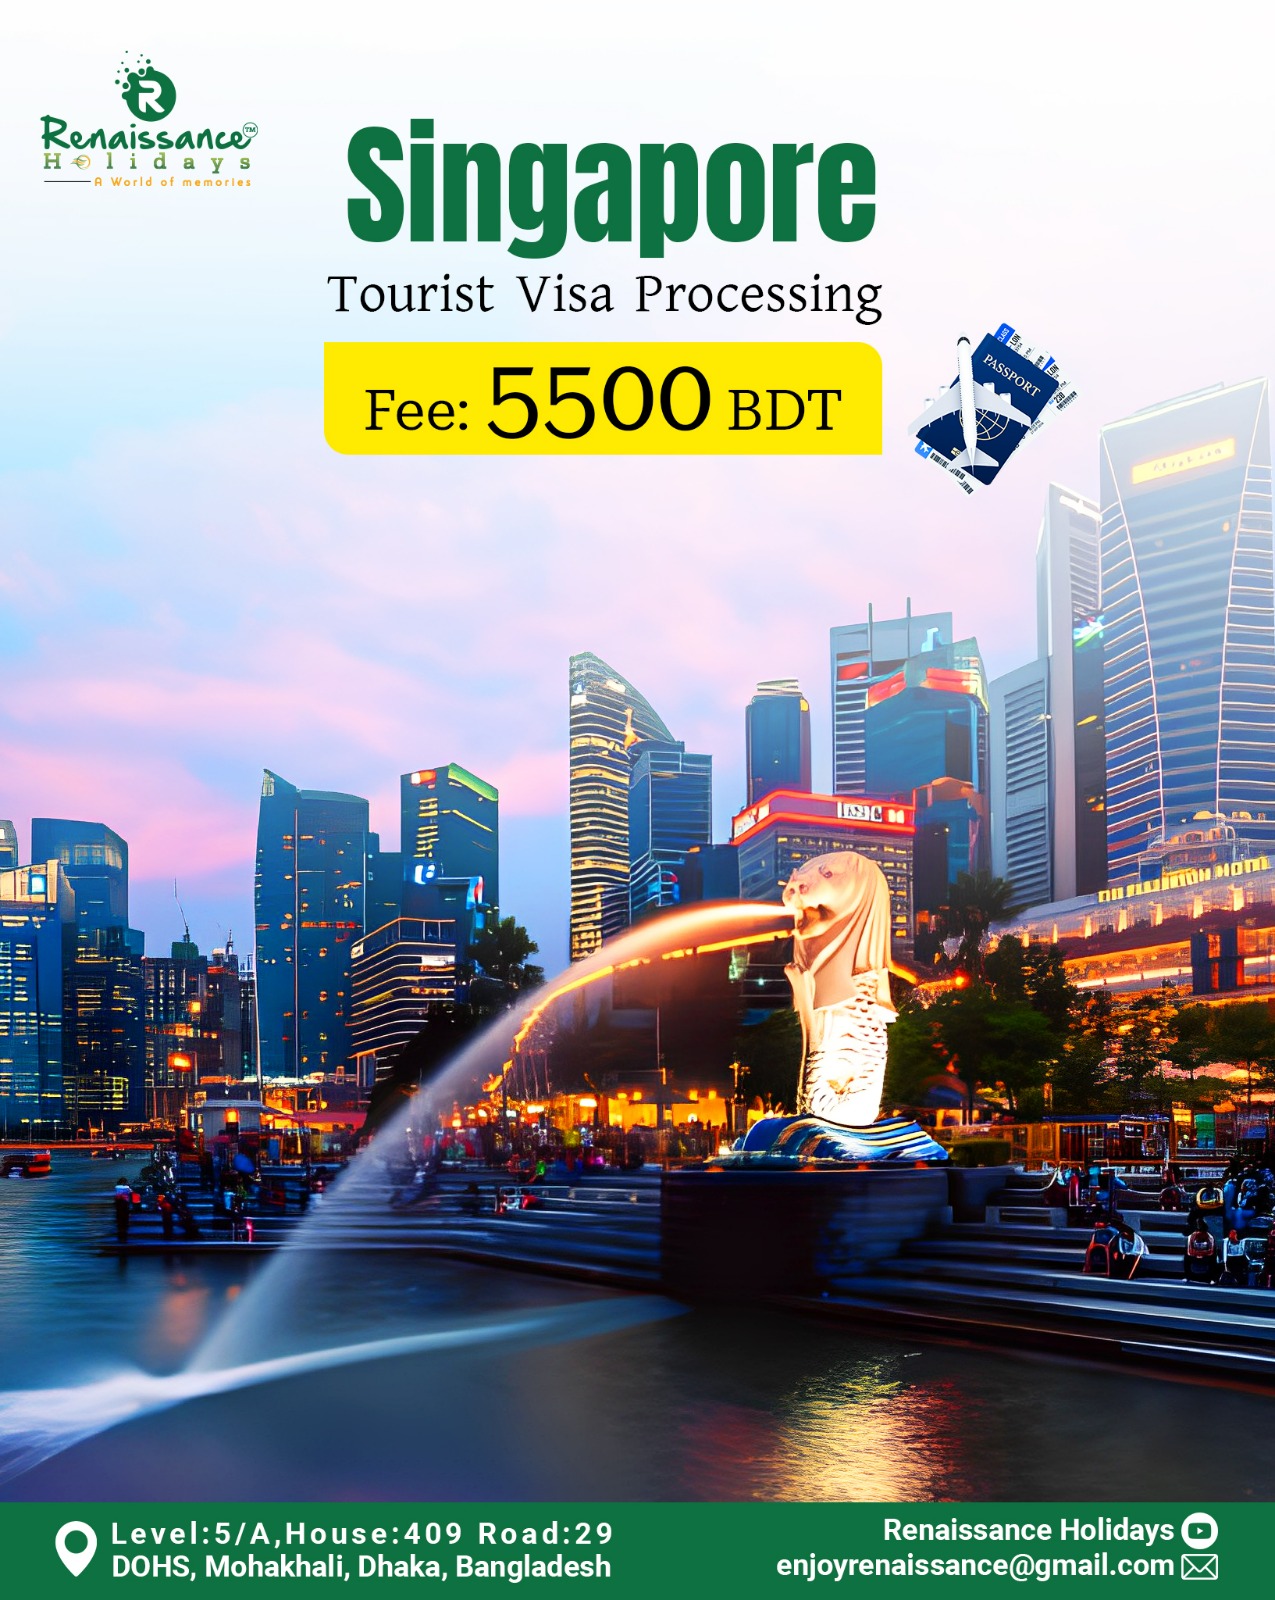 R
Renaissance™
Holidays
A World of memories
Singapore
Tourist Visa Processing
Fee: 5500 BDT
PASSPORT
Level:5/A,House:409 Road:29
DOHS, Mohakhali, Dhaka, Bangladesh
Renaissance Holidays
enjoyrenaissance@gmail.com